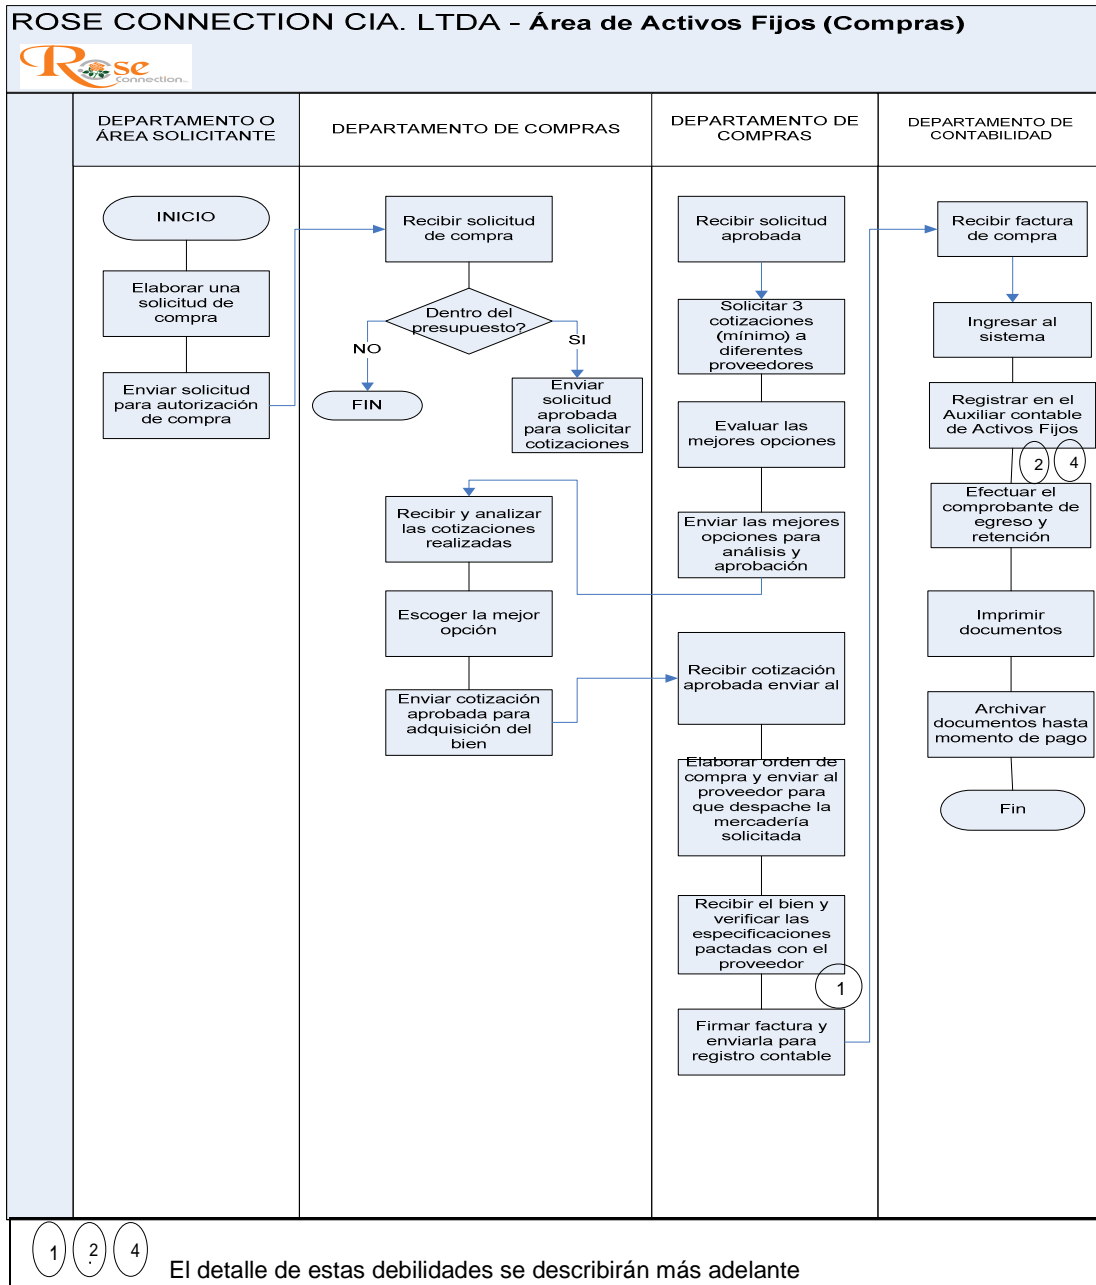 ROSE CONNECTION CIA. LTDA - Área de Activos Fijos (Compras)
Rose
Connection
DEPARTAMENTO O
ÁREA SOLICITANTE
DEPARTAMENTO DE COMPRAS
DEPARTAMENTO DE
COMPRAS
DEPARTAMENTO DE
CONTABILIDAD
INICIO
Elaborar una
solicitud de
compra
Enviar solicitud
para autorización
de compra
Recibir solicitud
de compra
Dentro del
presupuesto?
NO
SI
FIN
Enviar
solicitud
aprobada
para solicitar
cotizaciones
Recibir y analizar
las cotizaciones
realizadas
Escoger la mejor
opción
Enviar cotización
aprobada para
adquisición del
bien
Recibir solicitud
aprobada
Solicitar 3
cotizaciones
(mínimo) a
diferentes
proveedores
Evaluar las
mejores opciones
Enviar las mejores
opciones para
análisis y
aprobación
Recibir cotización
aprobada enviar al
Elaborar orden de
compra y enviar al
proveedor para
que despache la
mercadería
solicitada
Recibir el bien y
verificar las
especificaciones
pactadas con el
proveedor
1
Firmar factura y
enviarla para
registro contable
Recibir factura
de compra
Ingresar al
sistema
Registrar en el
Auxiliar contable
de Activos Fijos
2 4
Efectuar el
comprobante de
egreso y
retención
Imprimir
documentos
Archivar
documentos hasta
momento de pago
Fin
1 2. 4 El detalle de estas debilidades se describirán más adelante